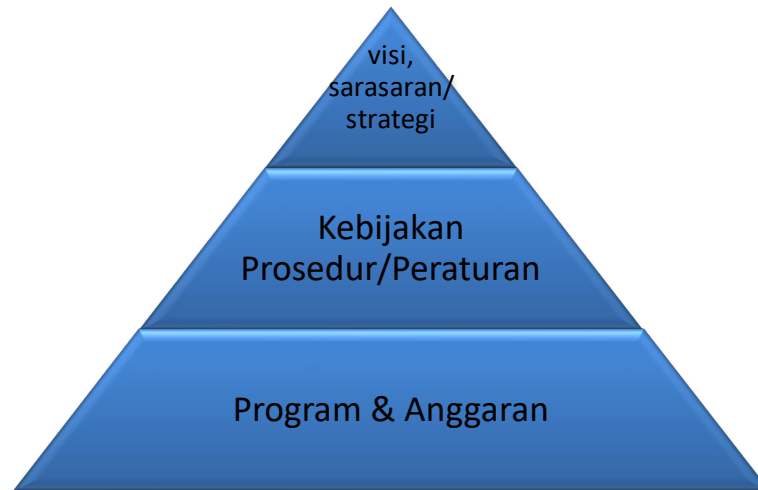 visi,
sarasaran/
strategi
Kebijakan
Prosedur/Peraturan
Program & Anggaran